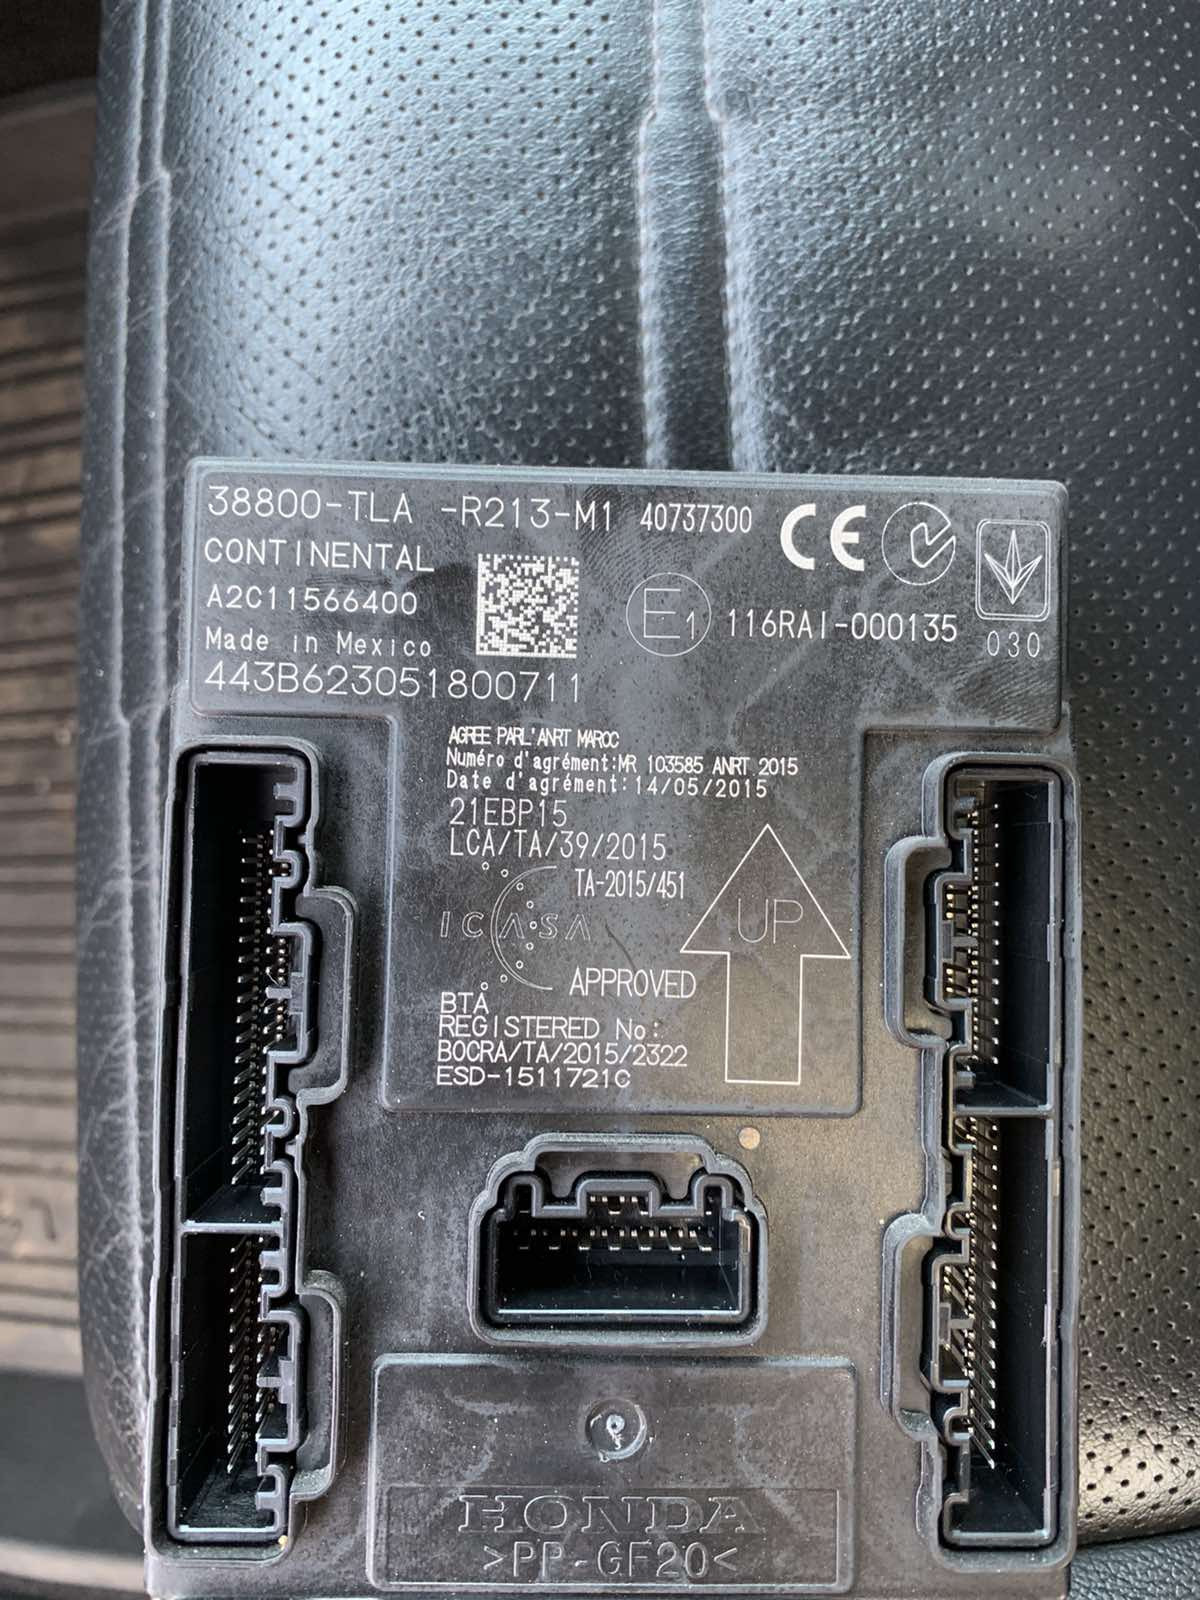 38800-TLA -R213-M1 40737300 CE
CONTINENTAL
A2C11566400
Made in Mexico
443B623051800711
E1 116RAI-000135
030
AGREE PARL'ANRT MAROC
Numéro d'agrément:MR 103585 ANRT 2015
Date d'agrément:14/05/2015
21EBP15
LCA/TA/39/2015
TA-2015/451
ICASA
APPROVED
UP
BTA
REGISTERED No:
BOCRA/TA/2015/2322
ESD-1511721C
HONDA
>PP-GF20<